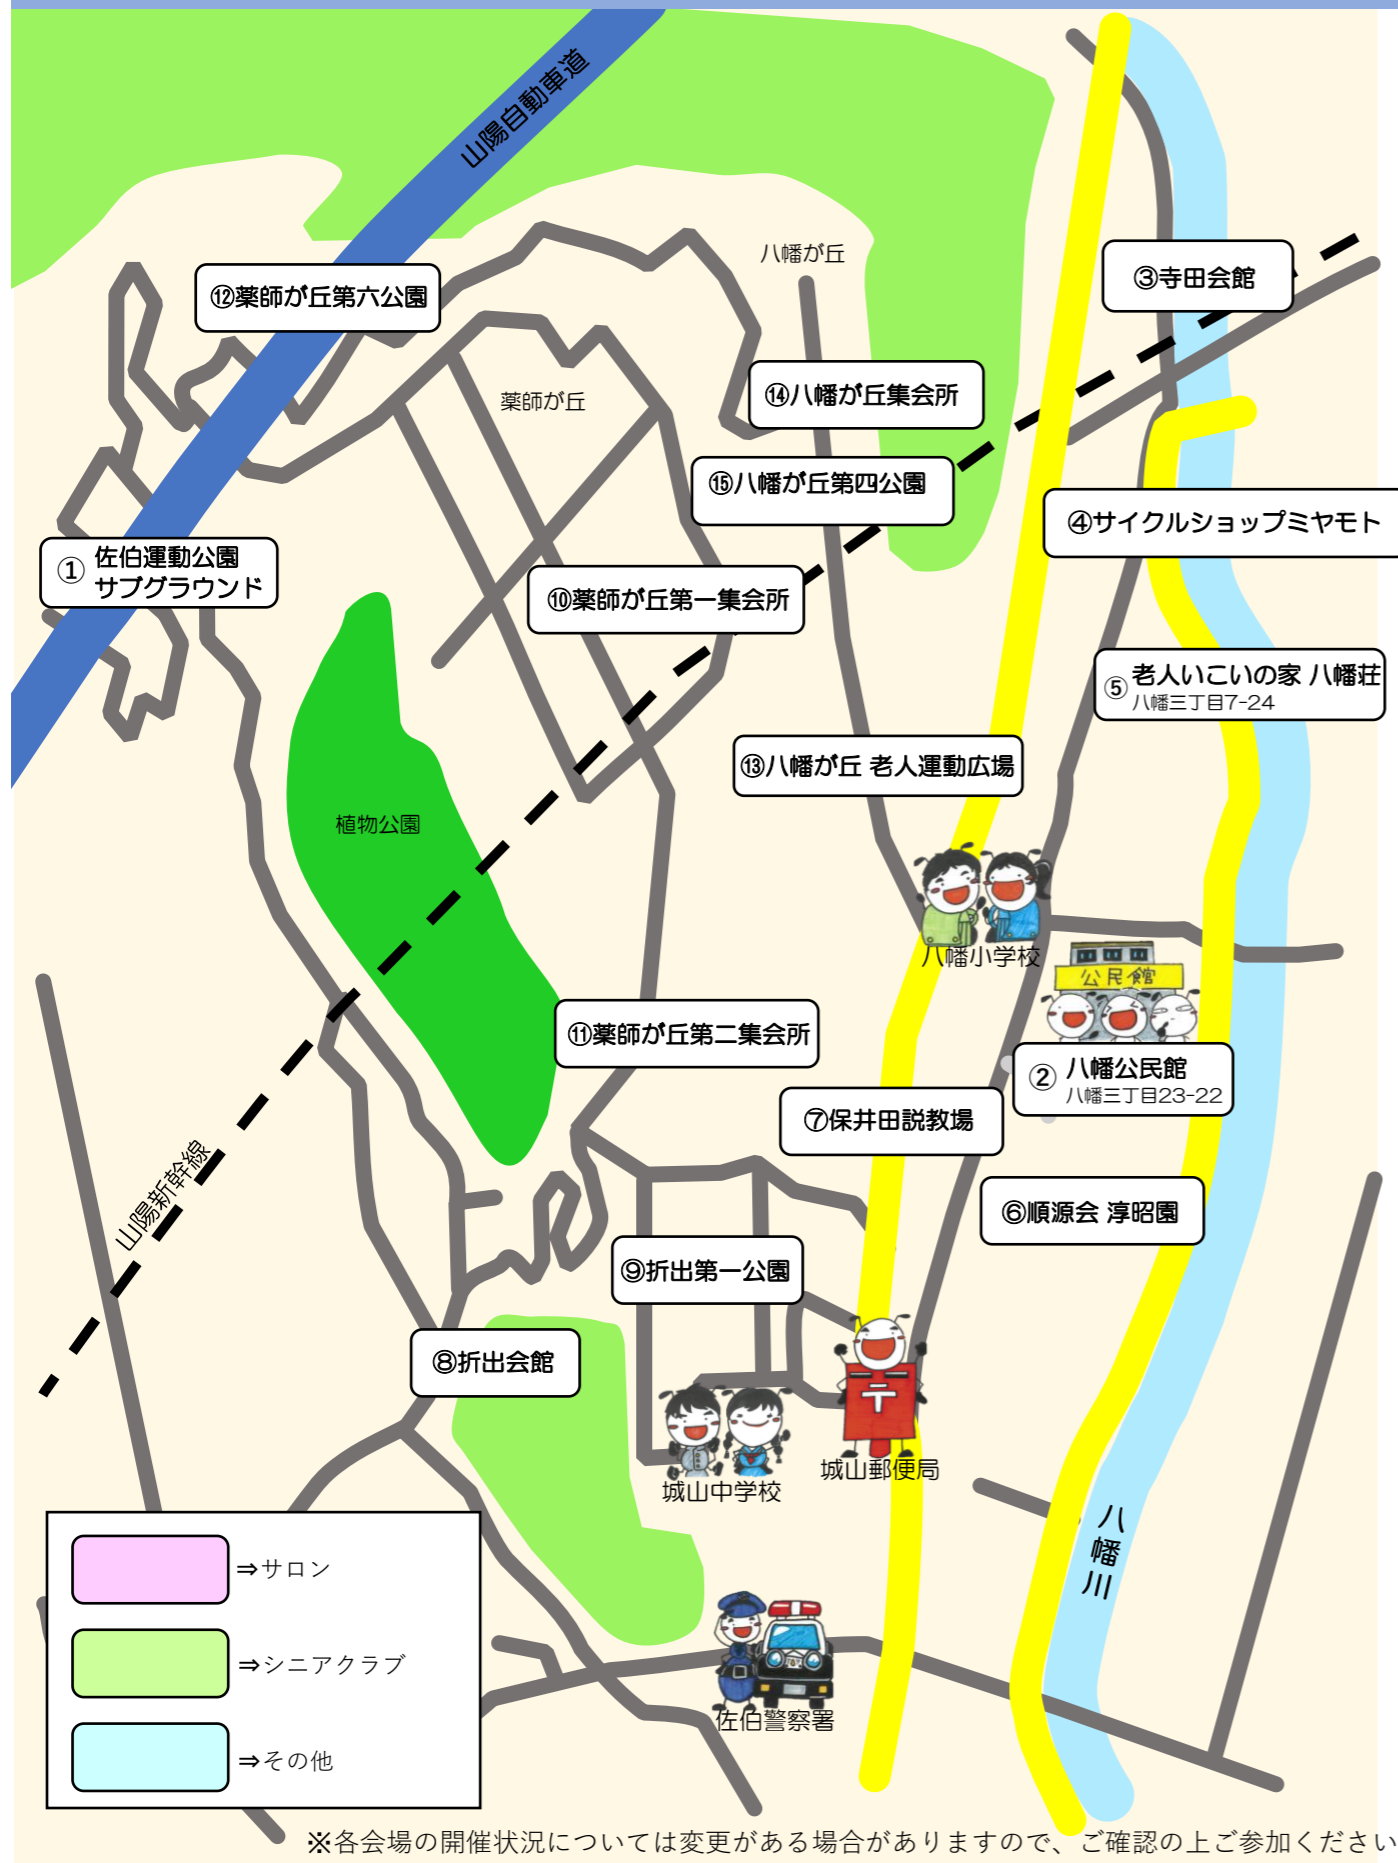 山陽自動車道
八幡が丘
③寺田会館
⑫薬師が丘第六公園
薬師が丘
⑭八幡が丘集会所
⑮八幡が丘第四公園
④サイクルショップミヤモト
① 佐伯運動公園
サブグラウンド
⑩薬師が丘第一集会所
⑤ 老人いこいの家 八幡荘
八幡三丁目7-24
⑬八幡が丘 老人運動広場
植物公園
八幡小学校
公民館
⑪薬師が丘第二集会所
② 八幡公民館
八幡三丁目23-22
⑦保井田説教場
山陽新幹線
⑥順源会 淳昭園
⑨折出第一公園
⑧折出会館
〒
城山郵便局
城山中学校
八幡川
⇒サロン
⇒シニアクラブ
⇒その他
佐伯警察署
※各会場の開催状況については変更がある場合がありますので、ご確認の上ご参加ください